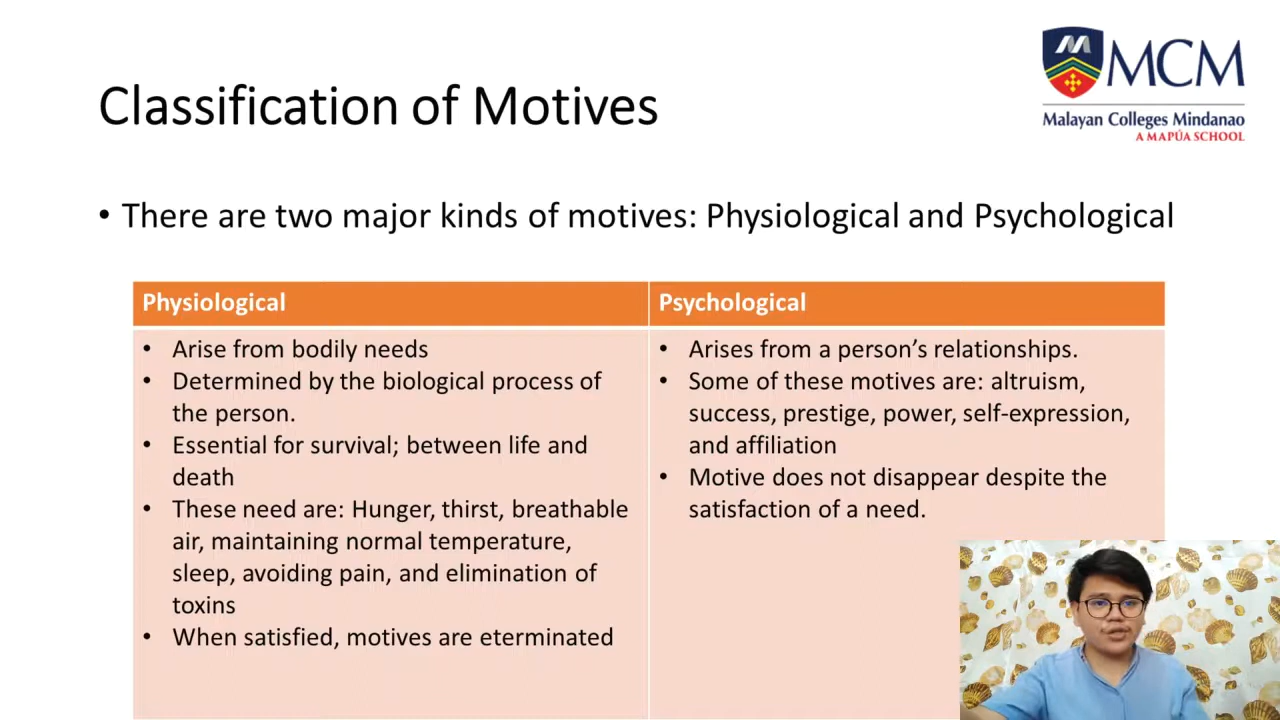 MCM
Malayan Colleges Mindanao
A MAPÚA SCHOOL
Classification of Motives
• There are two major kinds of motives: Physiological and Psychological
Physiological
• Arise from bodily needs
• Determined by the biological process of
the person.
• Essential for survival; between life and
death
• These need are: Hunger, thirst, breathable
air, maintaining normal temperature,
sleep, avoiding pain, and elimination of
toxins
• When satisfied, motives are eterminated
Psychological
• Arises from a person's relationships.
• Some of these motives are: altruism,
success, prestige, power, self-expression,
and affiliation
• Motive does not disappear despite the
satisfaction of a need.